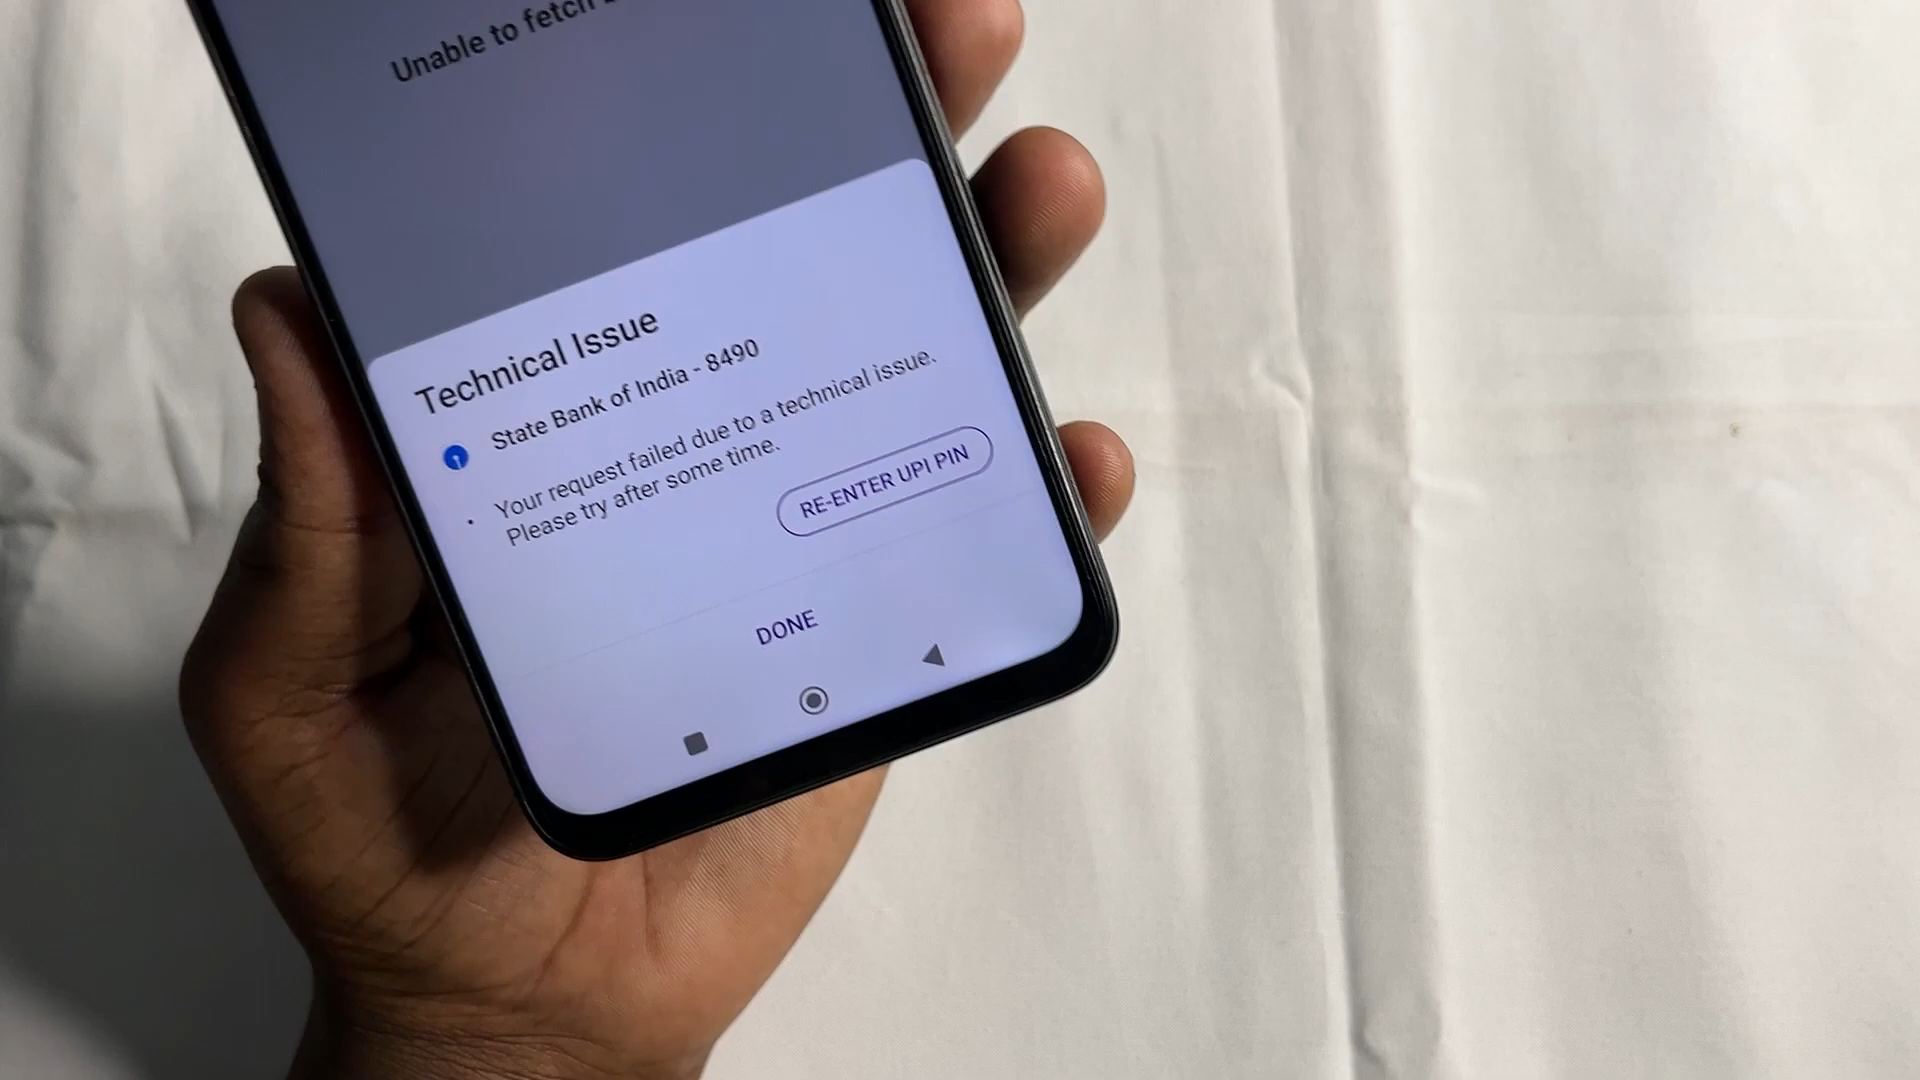 Unable to fetch
Technical Issue
State Bank of India - 8490
• Your request failed due to a technical issue.
Please try after some time.
RE-ENTER UPI PIN
DONE